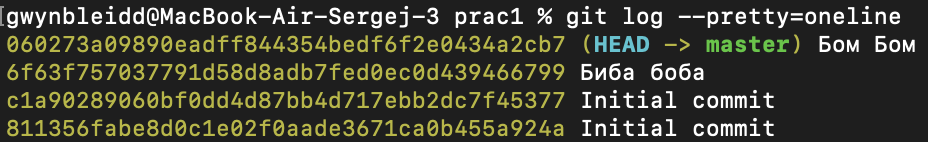 gwynbleidd@MacBook-Air-Sergej-3 prac1 % git log --pretty=oneline
060273a09890eadff844354bedf6f2e0434a2cb7 (HEAD -> master) Бом Бом
6f63f757037791d58d8adb7fed0ec0d439466799 Биба боба
c1a90289060bf0dd4d87bb4d717ebb2dc7f45377 Initial commit
811356fabe8d0c1e02f0aade3671ca0b455a924a Initial commit